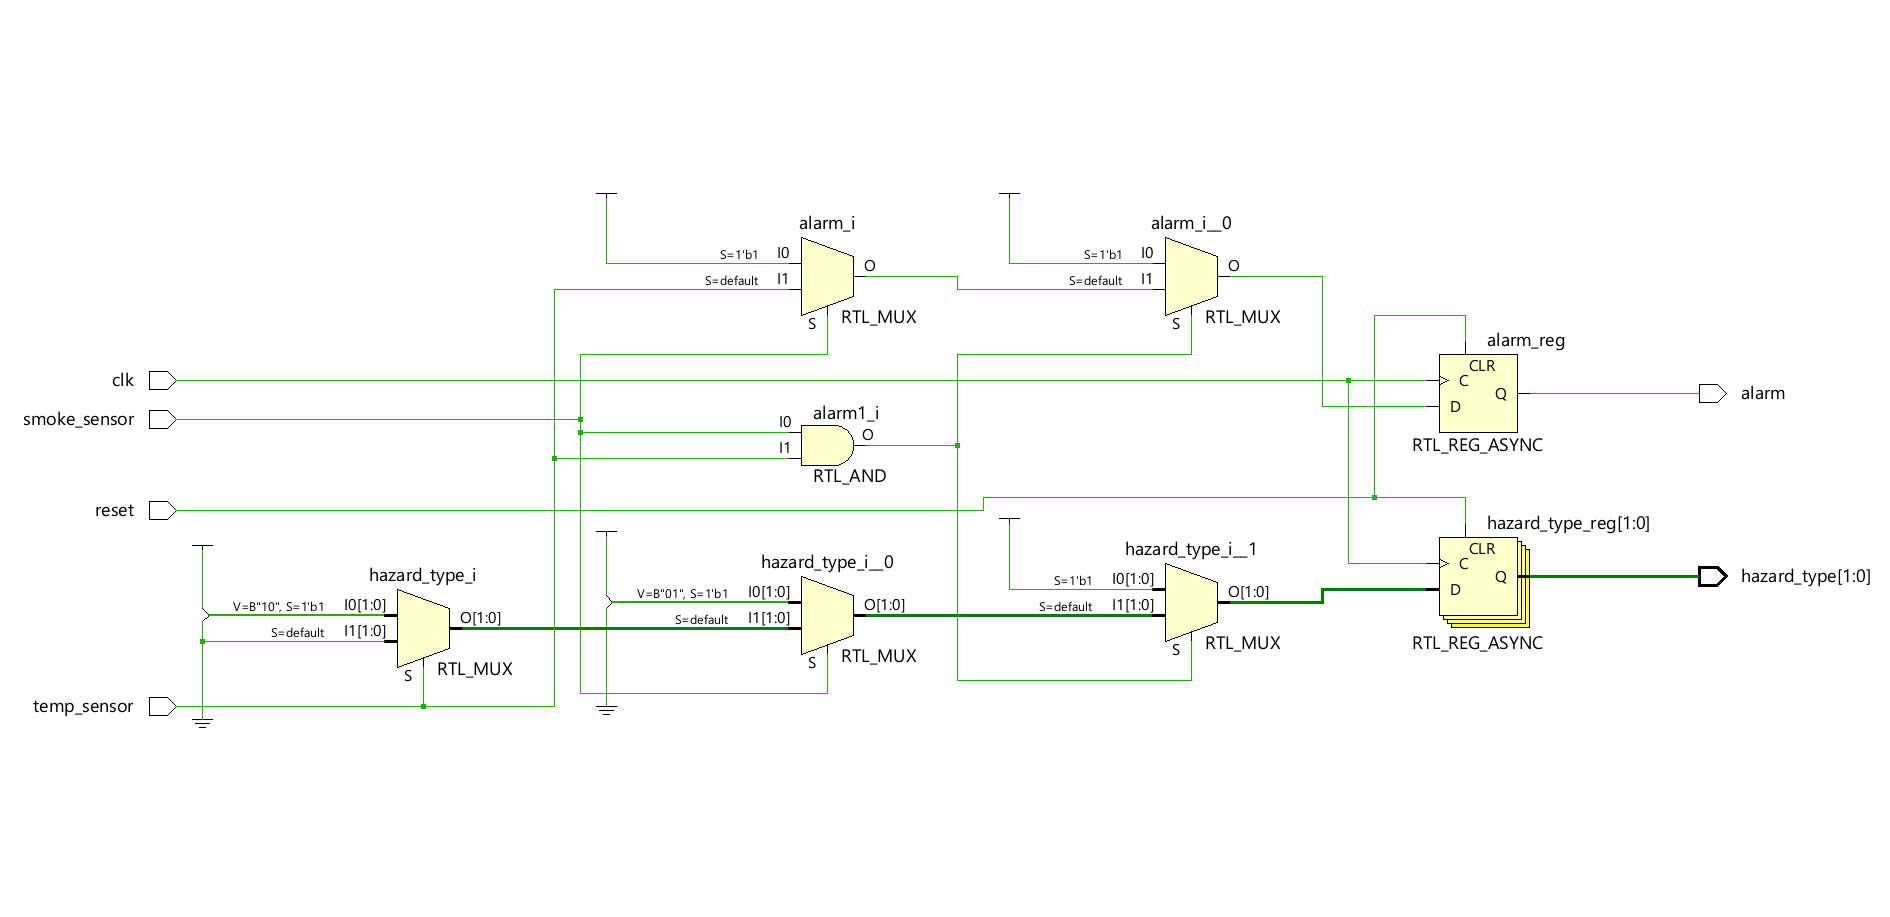 alarm_i
alarm_i__0
S=1'b1 I0
O
S=default I1
S
RTL_MUX
S=1'b1 I0
O
S=default I1
S
RTL_MUX
alarm_reg
CLR
C
D
Q
RTL_REG_ASYNC
alarm
clk
smoke_sensor
alarm1_i
I0
I1
O
RTL_AND
reset
hazard_type_reg[1:0]
CLR
C
D
Q
RTL_REG_ASYNC
hazard_type[1:0]
hazard_type_i
V=B"10", S=1'b1 I0[1:0]
O[1:0]
S=default I1[1:0]
S
RTL_MUX
hazard_type_i__0
V=B"01", S=1'b1 I0[1:0]
O[1:0]
S=default I1[1:0]
S
RTL_MUX
hazard_type_i__1
S=1'b1 I0[1:0]
O[1:0]
S=default I1[1:0]
S
RTL_MUX
temp_sensor